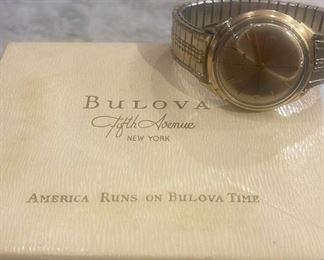 BULOVA
Fifth Avenue
NEW YORK
AMERICA RUNS ON BULOVA TIME